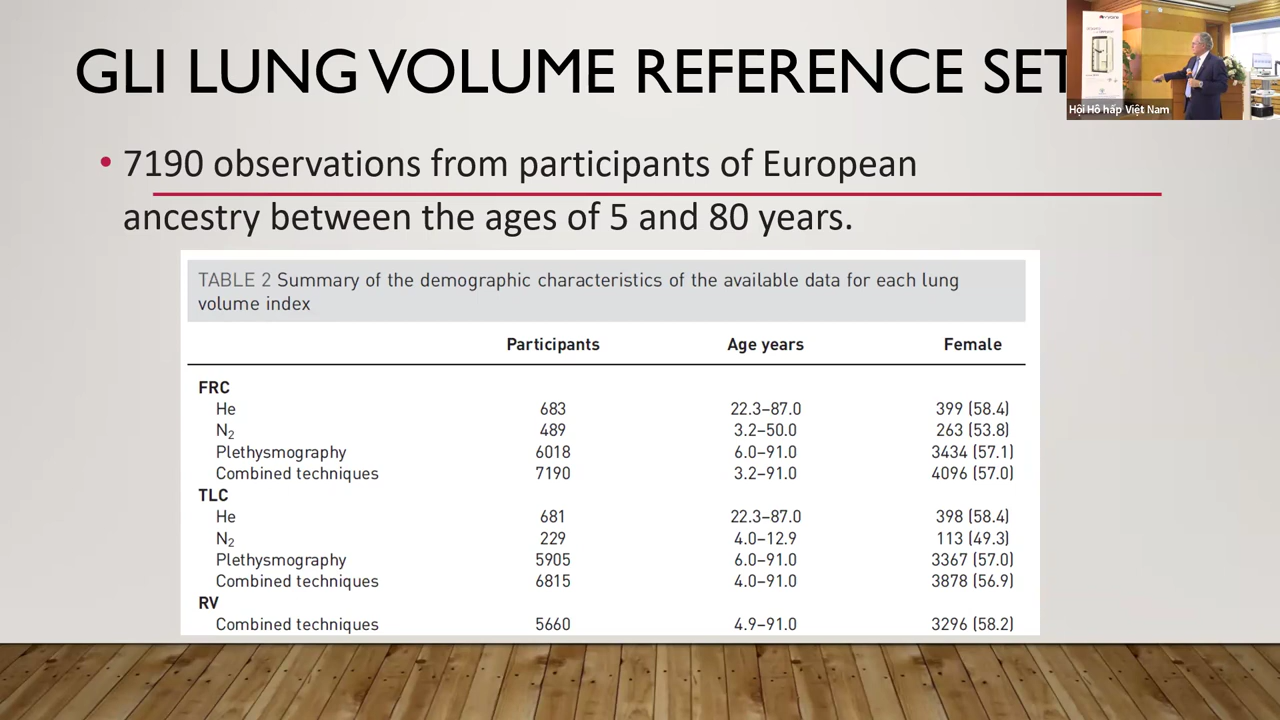 GLI LUNG VOLUME REFERENCE SET
Hội Hô hấp Việt Nam
• 7190 observations from participants of European
ancestry between the ages of 5 and 80 years.
TABLE 2 Summary of the demographic characteristics of the available data for each lung
volume index
Participants Age years Female
FRC
He 683 22.3–87.0 399 (58.4)
N₂ 489 3.2–50.0 263 (53.8)
Plethysmography 6018 6.0–91.0 3434 (57.1)
Combined techniques 7190 3.2–91.0 4096 (57.0)
TLC
He 681 22.3–87.0 398 (58.4)
N₂ 229 4.0–12.9 113 (49.3)
Plethysmography 5905 6.0–91.0 3367 (57.0)
Combined techniques 6815 4.0–91.0 3878 (56.9)
RV
Combined techniques 5660 4.9–91.0 3296 (58.2)